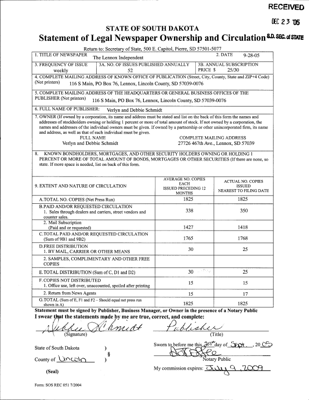 RECEIVED
DEC 23 '05
S.D. SEC. of STATE
STATE OF SOUTH DAKOTA
Statement of Legal Newspaper Ownership and Circulation
Return to: Secretary of State, 500 E. Capitol, Pierre, SD 57501-5077
1. TITLE OF NEWSPAPER
The Lennox Independent
2. DATE
9-28-05
3. FREQUENCY OF ISSUE
weekly
3A. NO. OF ISSUES PUBLISHED ANNUALLY
52
3B. ANNUAL SUBSCRIPTION
PRICE $ 25/30
4. COMPLETE MAILING ADDRESS OF KNOWN OFFICE OF PUBLICATION (Street, City, County, State and ZIP+4 Code)
(Not printers) 116 S Main, PO Box 76, Lennox, Lincoln County, SD 57039-0076
5. COMPLETE MAILING ADDRESS OF THE HEADQUARTERS OR GENERAL BUSINESS OFFICES OF THE
PUBLISHER (Not printers) 116 S Main, PO Box 76, Lennox, Lincoln County, SD 57039-0076
6. FULL NAME OF PUBLISHER: Verlyn and Debbie Schmidt
7. OWNER (If owned by a corporation, its name and address must be stated and list on the back of this form the names and
addresses of stockholders owning or holding 1 percent or more of total amount of stock. If not owned by a corporation, the
names and addresses of the individual owners must be given. If owned by a partnership or other unincorporated firm, its name
and address, as well as that of each individual must be given).
FULL NAME
Verlyn and Debbie Schmidt
COMPLETE MAILING ADDRESS
27726 467th Ave., Lennox, SD 57039
8. KNOWN BONDHOLDERS, MORTGAGES, AND OTHER SECURITY HOLDERS OWNING OR HOLDING 1
PERCENT OR MORE OF TOTAL AMOUNT OF BONDS, MORTGAGES OR OTHER SECURITIES (If there are none, so
state. If more space is needed, list on back of this form).
9. EXTENT AND NATURE OF CIRCULATION
AVERAGE NO. COPIES
EACH
ISSUED PRECEDING 12
MONTHS
ACTUAL NO. COPIES
ISSUED
NEAREST TO FILING DATE
A. TOTAL NO. COPIES (Net Press Run) 1825 1825
B. PAID AND/OR REQUESTED CIRCULATION
1. Sales through dealers and carriers, street vendors and
counter sales.
350 350
2. Mail Subscription
(Paid and/or requested)
1427 1418
C. TOTAL PAID AND/OR REQUESTED CIRCULATION
(Sum of 9B1 and 9B2)
1765 1768
D. FREE DISTRIBUTION
1. BY MAIL, CARRIER OR OTHER MEANS
30 25
2. SAMPLES, COMPLIMENTARY AND OTHER FREE
COPIES
E. TOTAL DISTRIBUTION (Sum of C, D1 and D2) 30 25
F. COPIES NOT DISTRIBUTED
1. Office use, left over, unaccounted, spoiled after printing
15 15
2. Return from News Agents 15 17
G. TOTAL (Sum of E, F1 and F2 - Should equal net press run
shown in A)
1825 1825
Statement must be signed by Publisher, Business Manager, or Owner in the presence of a Notary Public
I swear that the statements made by me are true, correct, and complete:
Debbie Schmidt
Publisher
(Signature)
(Title)
State of South Dakota )
County of Lincoln )
Sworn to before me this day of Sept, 2005
Notary Public
(Seal)
My commission expires: July 9, 2009
Form: SOS REC 051 7/2004